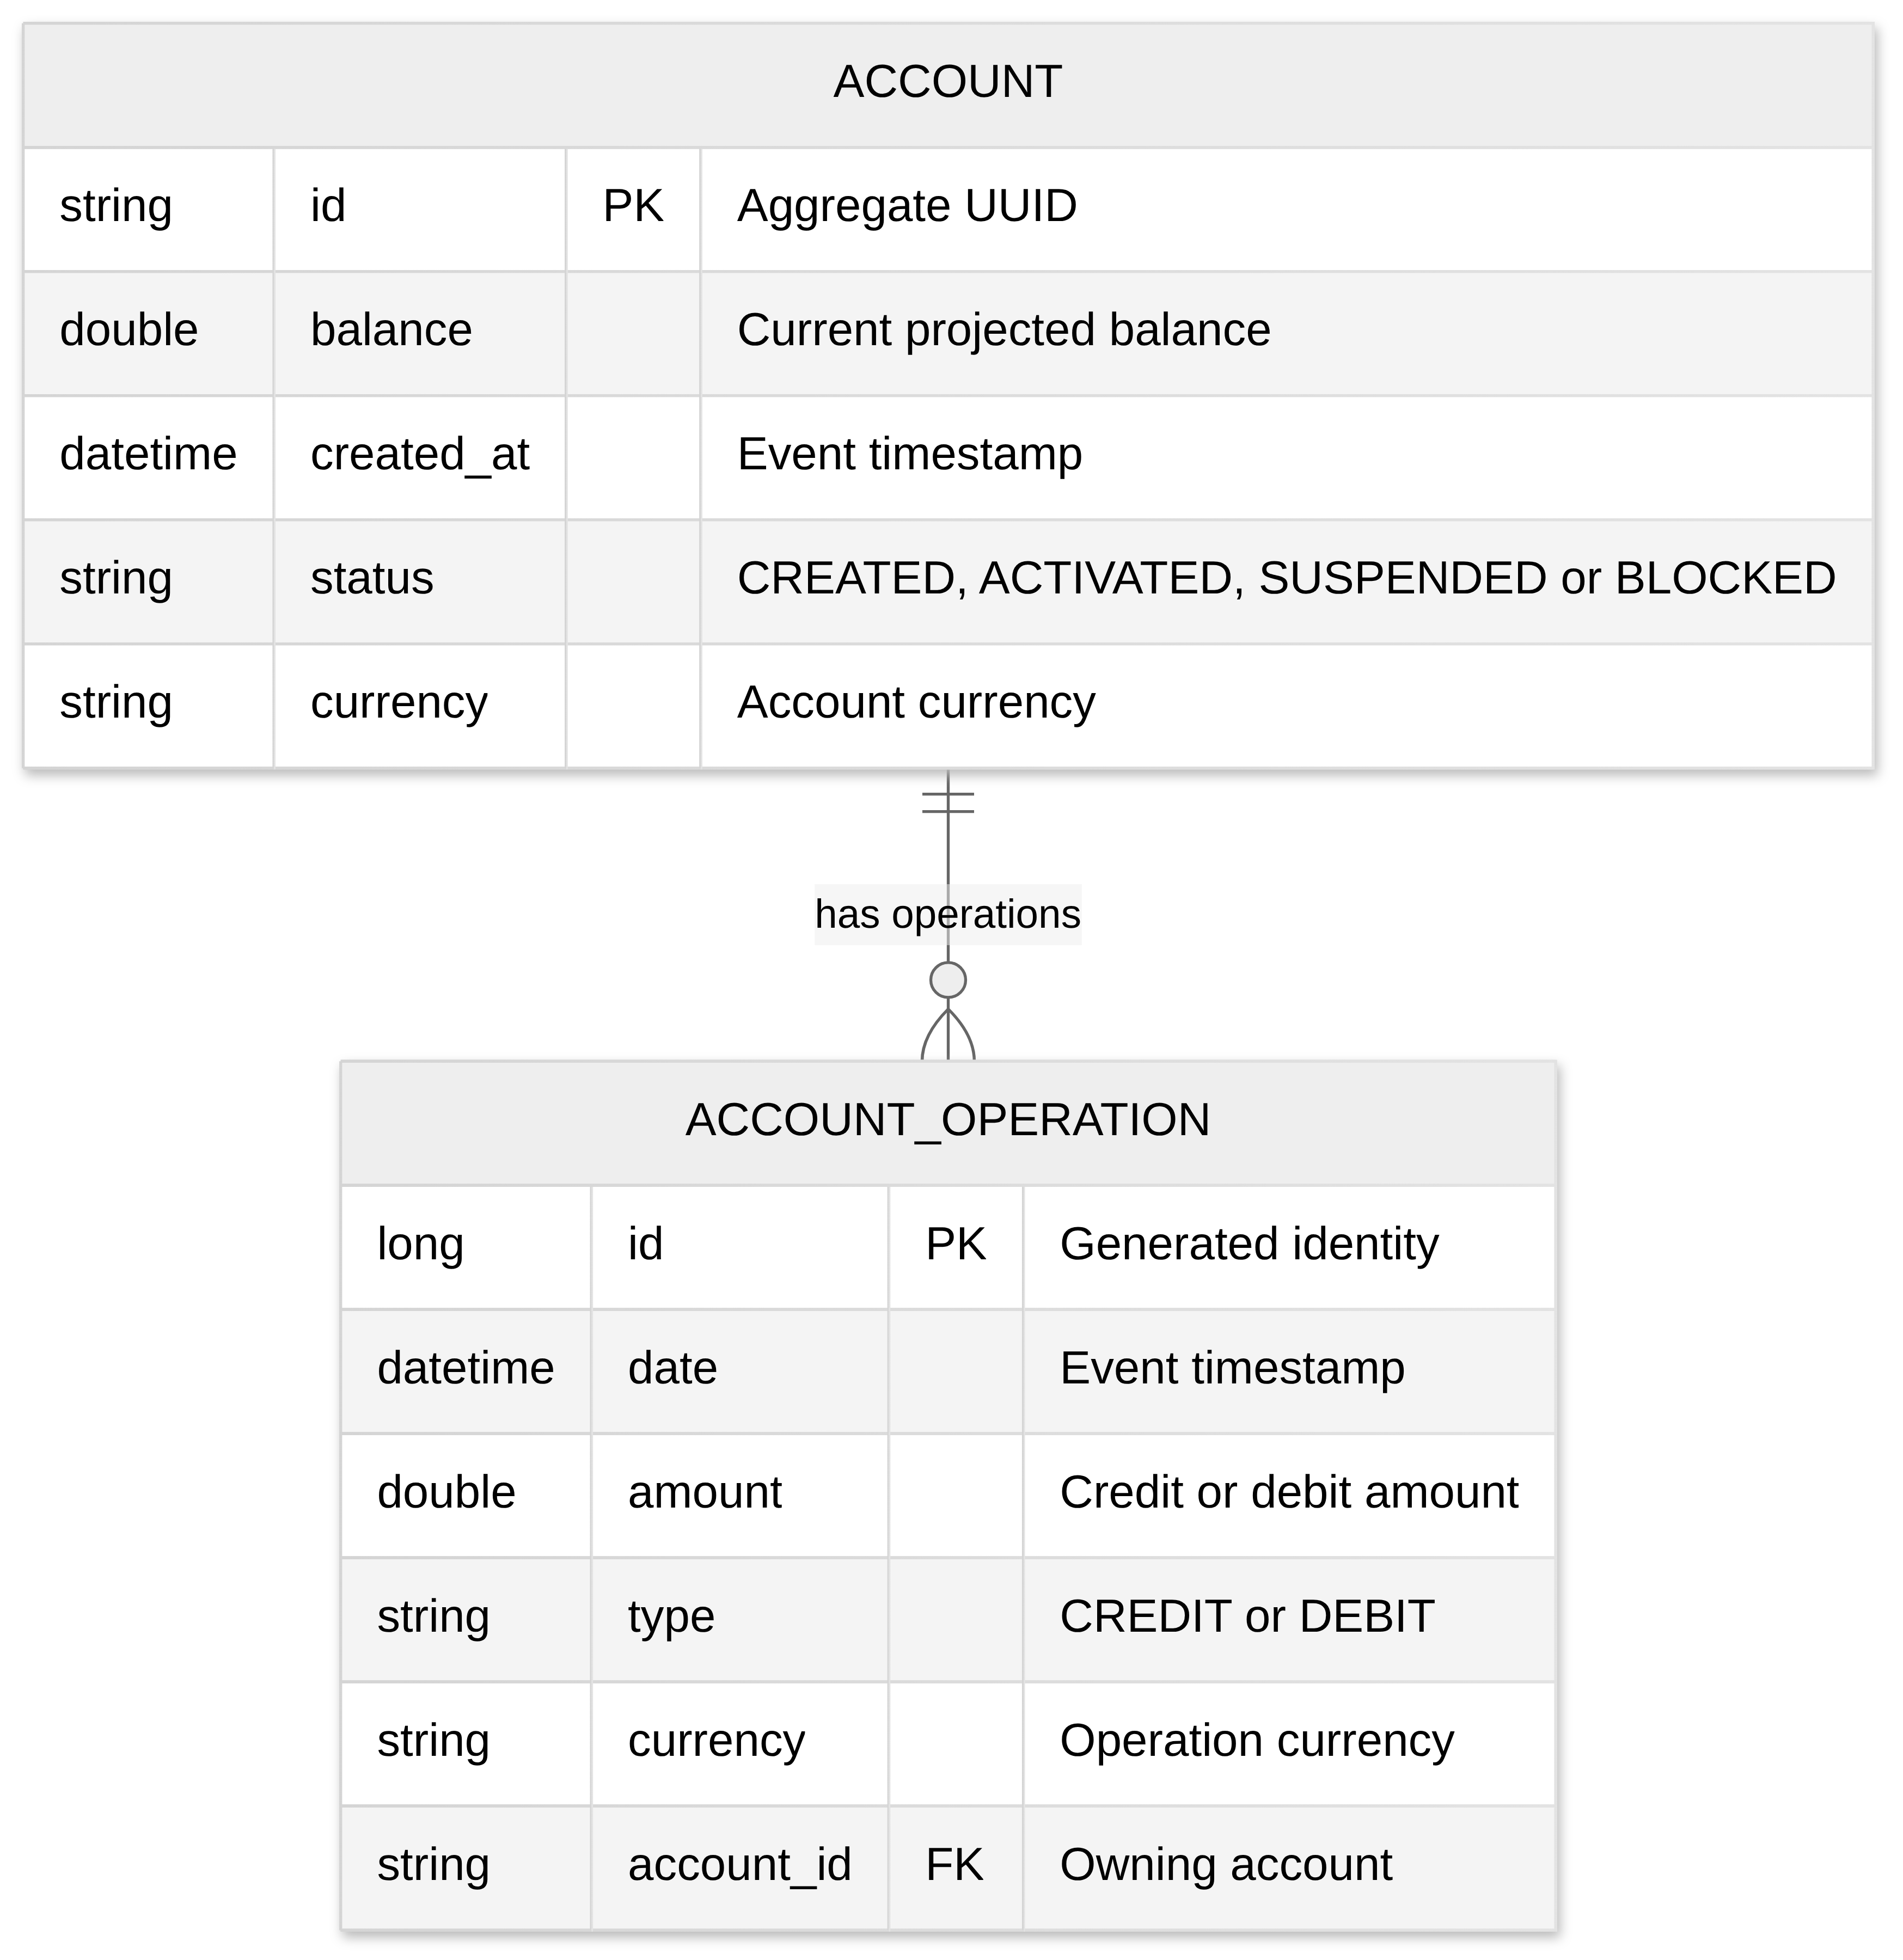 ACCOUNT
string id PK Aggregate UUID
double balance Current projected balance
datetime created_at Event timestamp
string status CREATED, ACTIVATED, SUSPENDED or BLOCKED
string currency Account currency
has operations
ACCOUNT_OPERATION
long id PK Generated identity
datetime date Event timestamp
double amount Credit or debit amount
string type CREDIT or DEBIT
string currency Operation currency
string account_id FK Owning account